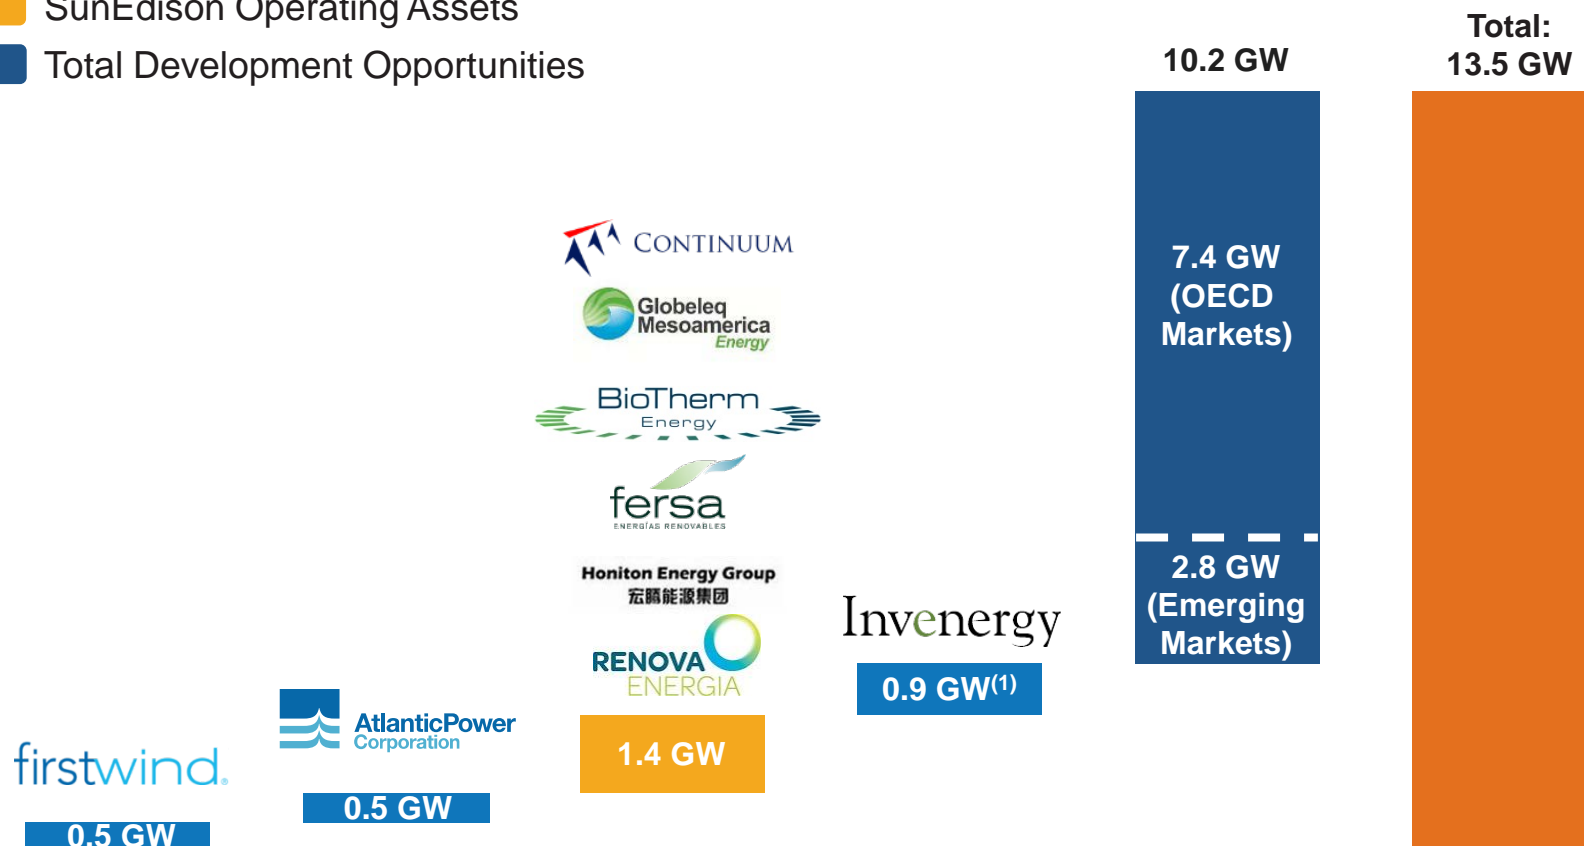 SunEdison Operating Assets
Total Development Opportunities
Total:
13.5 GW
10.2 GW
7.4 GW
(OECD
Markets)
2.8 GW
(Emerging
Markets)
CONTINUUM
Globeleq
Mesoamerica
Energy
BioTherm
Energy
fersa
ENERGÍAS RENOVABLES
Honiton Energy Group
宏腾能源集团
RENOVA
ENERGIA
1.4 GW
Invenergy
0.9 GW(1)
AtlanticPower
Corporation
0.5 GW
firstwind.®
0.5 GW